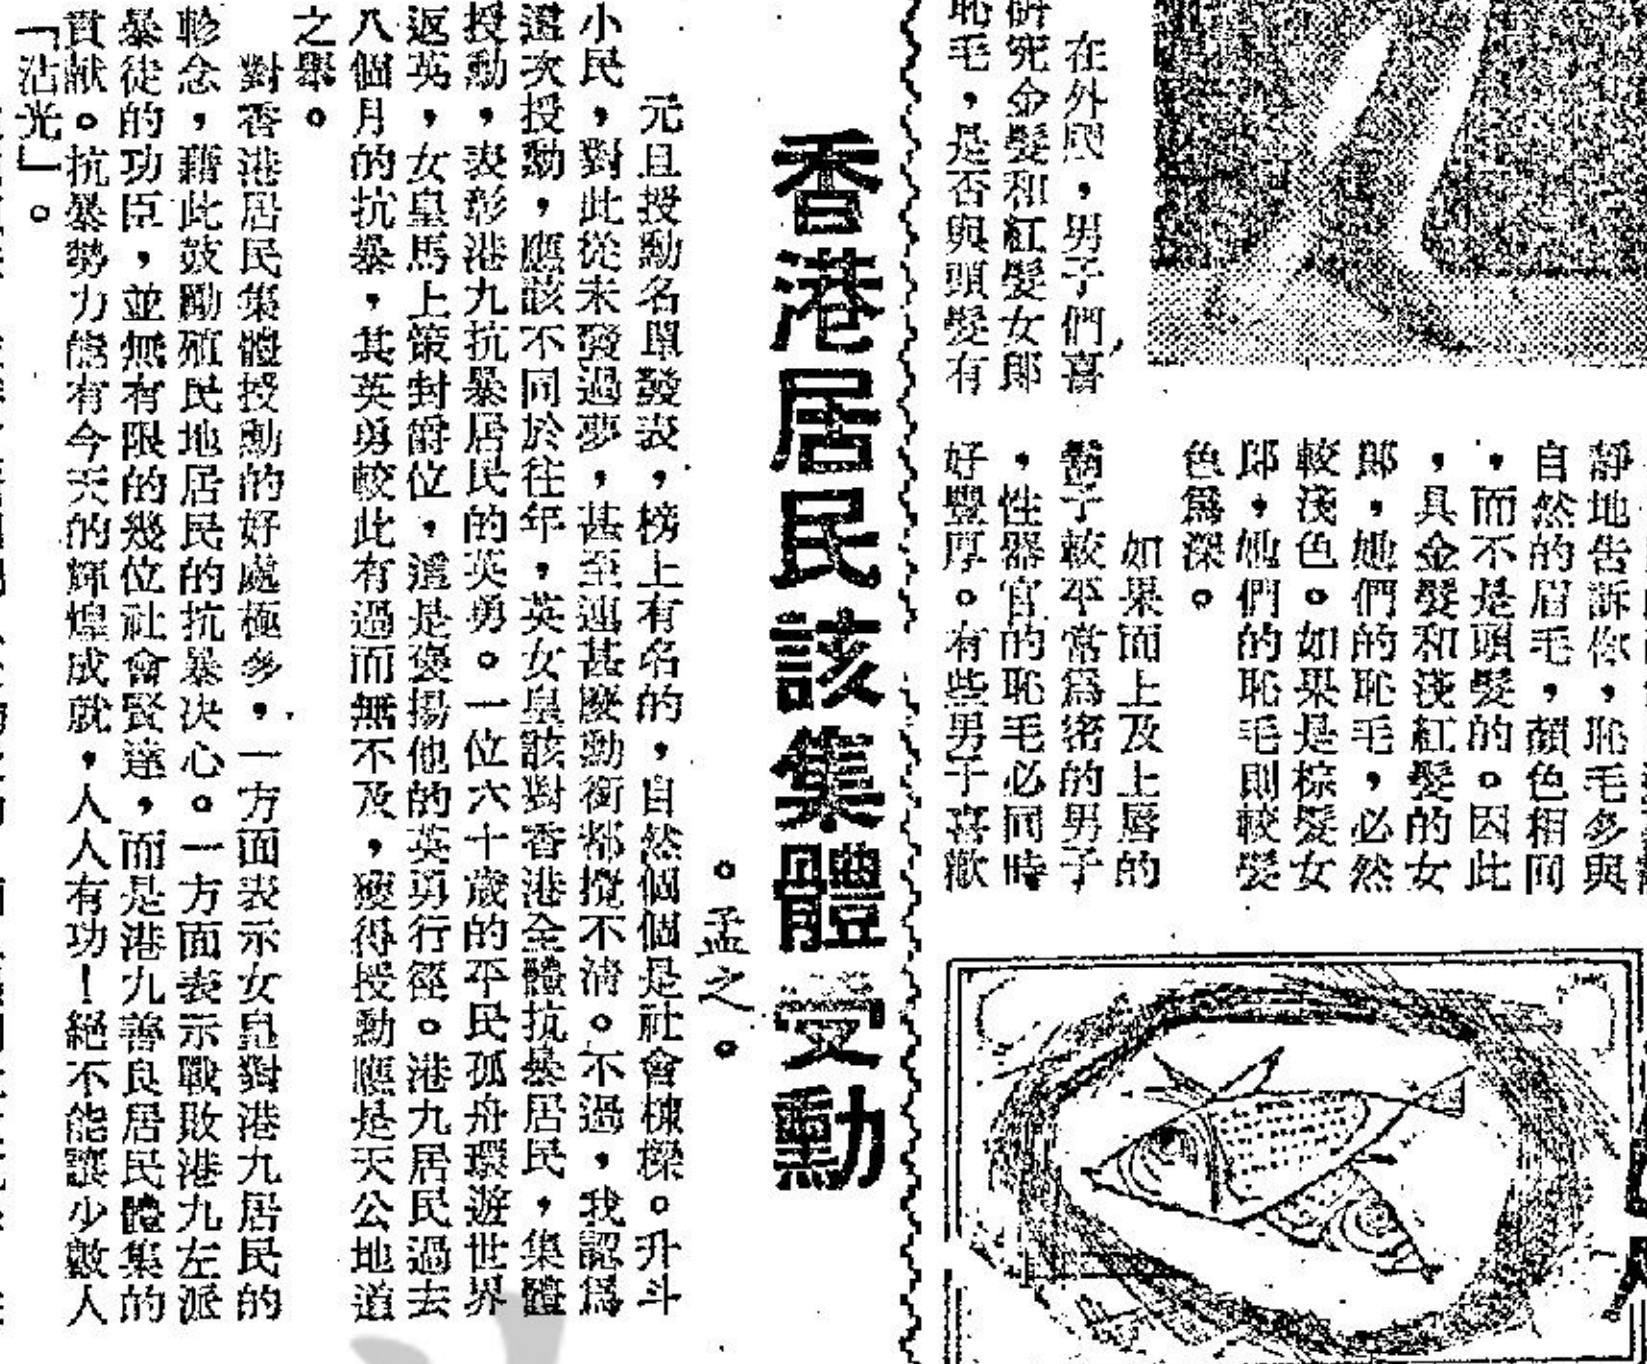 在外國，男子們喜
研究金髮和紅髮女郎
恥毛，是否與頭髮有
靜地告訴你，恥毛多與
自然的眉毛，顏色相同
，而不是頭髮的。因此
，具金髮和淺紅髮的女
郎，她們的恥毛，必然
較淺色。如果是棕髮女
郎，她們的恥毛則較髮
色爲深。
如果面上及上唇的
鬍子較平常爲密的男子
，性器官的恥毛必同時
好豐厚。有些男子喜歡
香港居民該集體受勳
。孟之。
元旦授勳名單發表，榜上有名的，自然個個是社會棟樑。升斗
小民，對此從未發過夢，甚至連甚麽勳銜都攪不清。不過，我認爲
這次授勳，應該不同於往年，英女皇該對香港全體抗暴居民，集體
授勳，表彰港九抗暴居民的英勇。一位六十歲的平民孤舟環遊世界
返英，女皇馬上策封爵位，這是褒揚他的英勇行徑。港九居民過去
八個月的抗暴，其英勇較此有過而無不及，獲得授勳應是天公地道
之舉。
對香港居民集體授勳的好處極多，一方面表示女皇對港九居民的
軫念，藉此鼓勵殖民地居民的抗暴决心。一方面表示戰敗港九左派
暴徒的功臣，並無有限的幾位社會賢達，而是港九善良居民體集的
貢献。抗暴勢力能有今天的輝煌成就，人人有功！絕不能讓少數人
「沾光」。